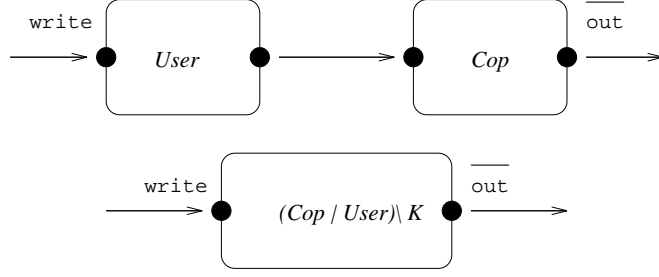 write
User
Cop
out
write
(Cop | User)\ K
out